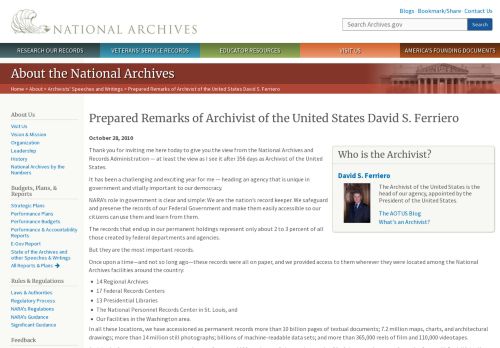 NATIONAL ARCHIVES
Blogs · Bookmark/Share · Contact Us
Search Archives.gov
Search
RESEARCH OUR RECORDS
VETERANS' SERVICE RECORDS
EDUCATOR RESOURCES
VISIT US
AMERICA'S FOUNDING DOCUMENTS
About the National Archives
Home > About > Archivists' Speeches and Writings > Prepared Remarks of Archivist of the United States David S. Ferriero
About Us
Visit Us
Vision & Mission
Organization
Leadership
History
National Archives by the
Numbers
Budgets, Plans, &
Reports
Strategic Plans
Performance Plans
Performance Budgets
Performance & Accountability
Reports
E-Gov Report
State of the Archives and
other Speeches & Writings
All Reports & Plans →
Rules & Regulations
Laws & Authorities
Regulatory Process
NARA's Regulations
NARA's Guidance
Significant Guidance
Feedback
Prepared Remarks of Archivist of the United States David S. Ferriero
October 28, 2010
Thank you for inviting me here today to give you the view from the National Archives and
Records Administration — at least the view as I see it after 356 days as Archivist of the
United States.
It has been a challenging and exciting year for me — heading an agency that is unique in
government and vitally important to our democracy.
NARA's role in government is clear and simple: We are the nation's record keeper. We safeguard
and preserve the records of our Federal Government and make them easily accessible to our
citizens can use them and learn from them.
The records that end up in our permanent holdings represent only about 2 to 3 percent of all
those created by federal departments and agencies.
But they are the most important records.
Once upon a time—and not so long ago—these records were all on paper, and we provided access to them wherever they were located among the National
Archives facilities around the country:
• 14 Regional Archives
• 17 Federal Records Centers
• 13 Presidential Libraries
• The National Personnel Records Center in St. Louis, and
• Our facilities in the Washington area.
In all these locations, we have accessioned as permanent records more than 10 billion pages of textual documents; 7.2 million maps, charts, and architectural
drawings; more than 14 million still photographs; billions of machine-readable data sets; and more than 365,000 reels of film and 110,000 videotapes.
Who is the Archivist?
David S. Ferriero
The Archivist of the United States is the
head of our agency, appointed by the
President of the United States.
The AOTUS Blog
What's an Archivist?